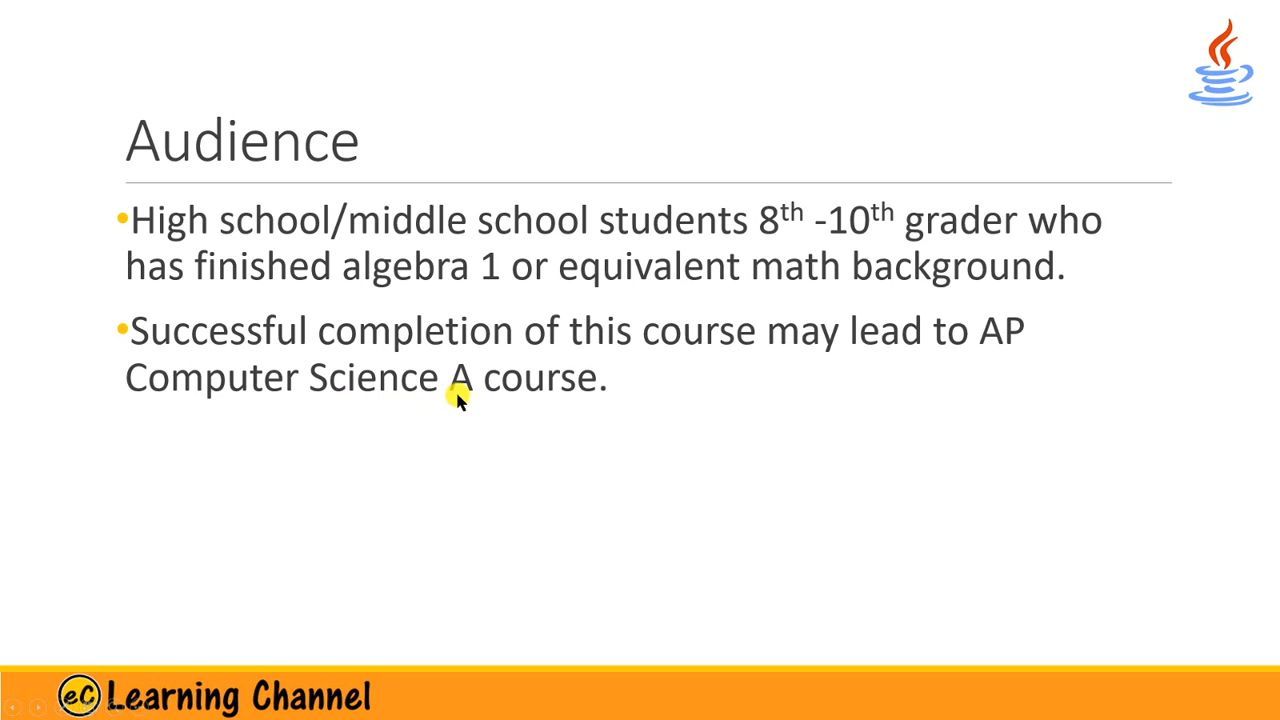 Audience
•High school/middle school students 8th -10th grader who
has finished algebra 1 or equivalent math background.
•Successful completion of this course may lead to AP
Computer Science A course.
eC Learning Channel